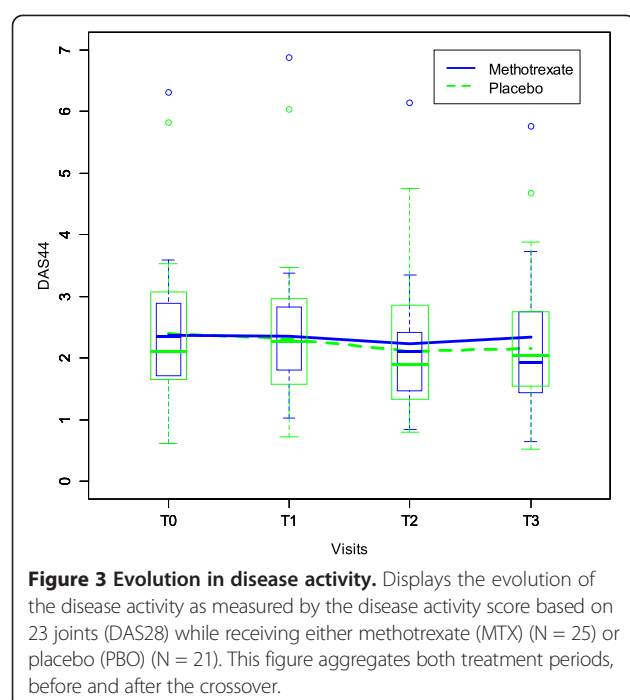 7
6
5
4
3
2
1
0
DAS44
Methotrexate
Placebo
T0 T1 T2 T3
Visits
Figure 3 Evolution in disease activity. Displays the evolution of
the disease activity as measured by the disease activity score based on
23 joints (DAS28) while receiving either methotrexate (MTX) (N = 25) or
placebo (PBO) (N = 21). This figure aggregates both treatment periods,
before and after the crossover.